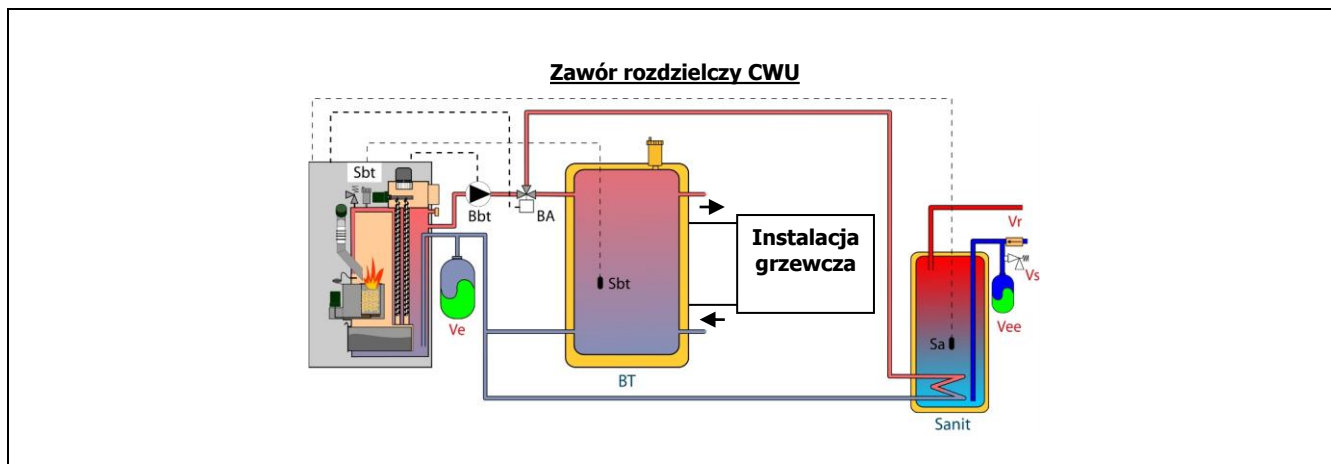 Zawór rozdzielczy CWU
Sbt
Bbt
BA
Instalacja
grzewcza
Vr
Vs
Sbt
Ve
Sa
Vee
BT
Sanit